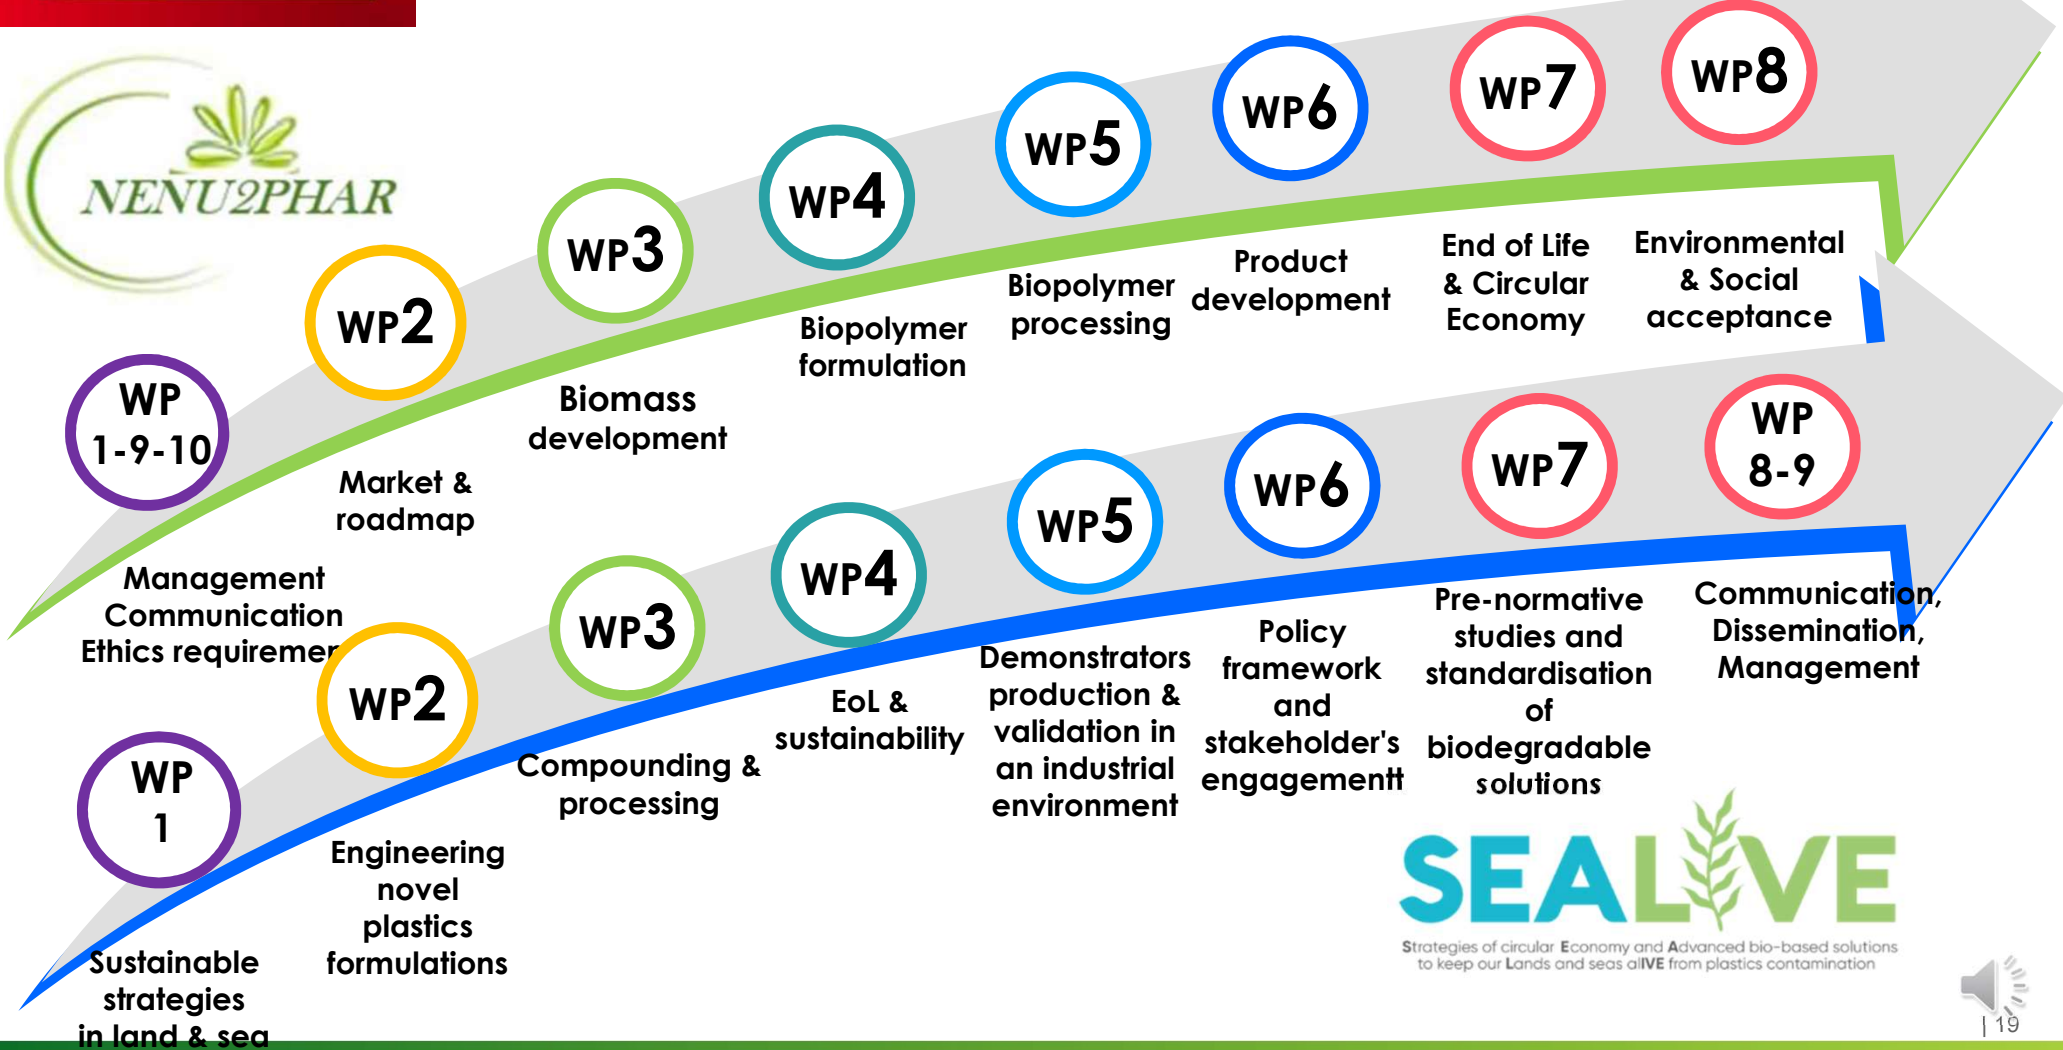 NENU2PHAR
WP
1-9-10
Management
Communication
Ethics requiremen
WP2
Market &
roadmap
WP3
Biomass
development
WP4
Biopolymer
formulation
WP5
Biopolymer
processing
WP6
Product
development
WP7
End of Life
& Circular
Economy
WP8
Environmental
& Social
acceptance
WP
1
Sustainable
strategies
in land & sea
WP2
Engineering
novel
plastics
formulations
WP3
Compounding &
processing
WP4
EoL &
sustainability
WP5
Demonstrators
production &
validation in
an industrial
environment
WP6
Policy
framework
and
stakeholder's
engagementt
WP7
Pre-normative
studies and
standardisation
of
biodegradable
solutions
WP
8-9
Communication,
Dissemination,
Management
SEALIVE
Strategies of circular Economy and Advanced bio-based solutions
to keep our Lands and seas alIVE from plastics contamination
| 19